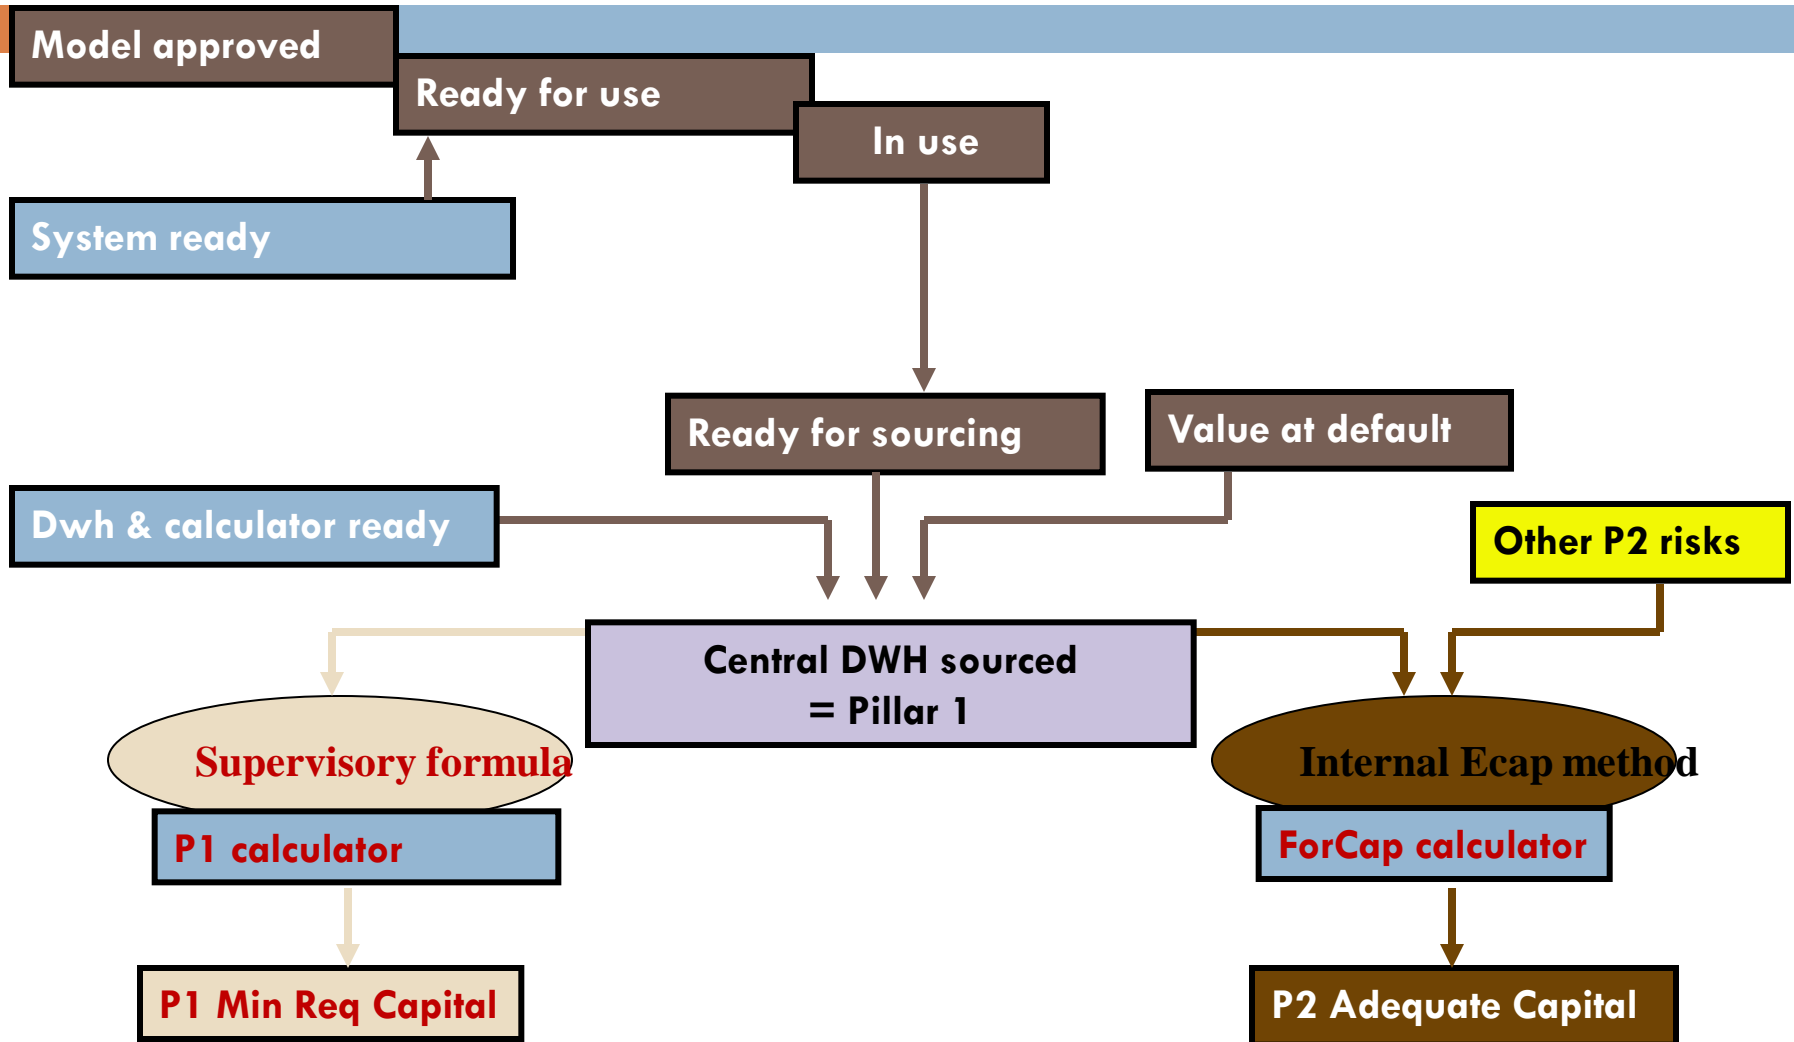 Model approved
Ready for use
In use
System ready
Ready for sourcing
Value at default
Dwh & calculator ready
Other P2 risks
Central DWH sourced
= Pillar 1
Supervisory formula
Internal Ecap method
P1 calculator
ForCap calculator
P1 Min Req Capital
P2 Adequate Capital